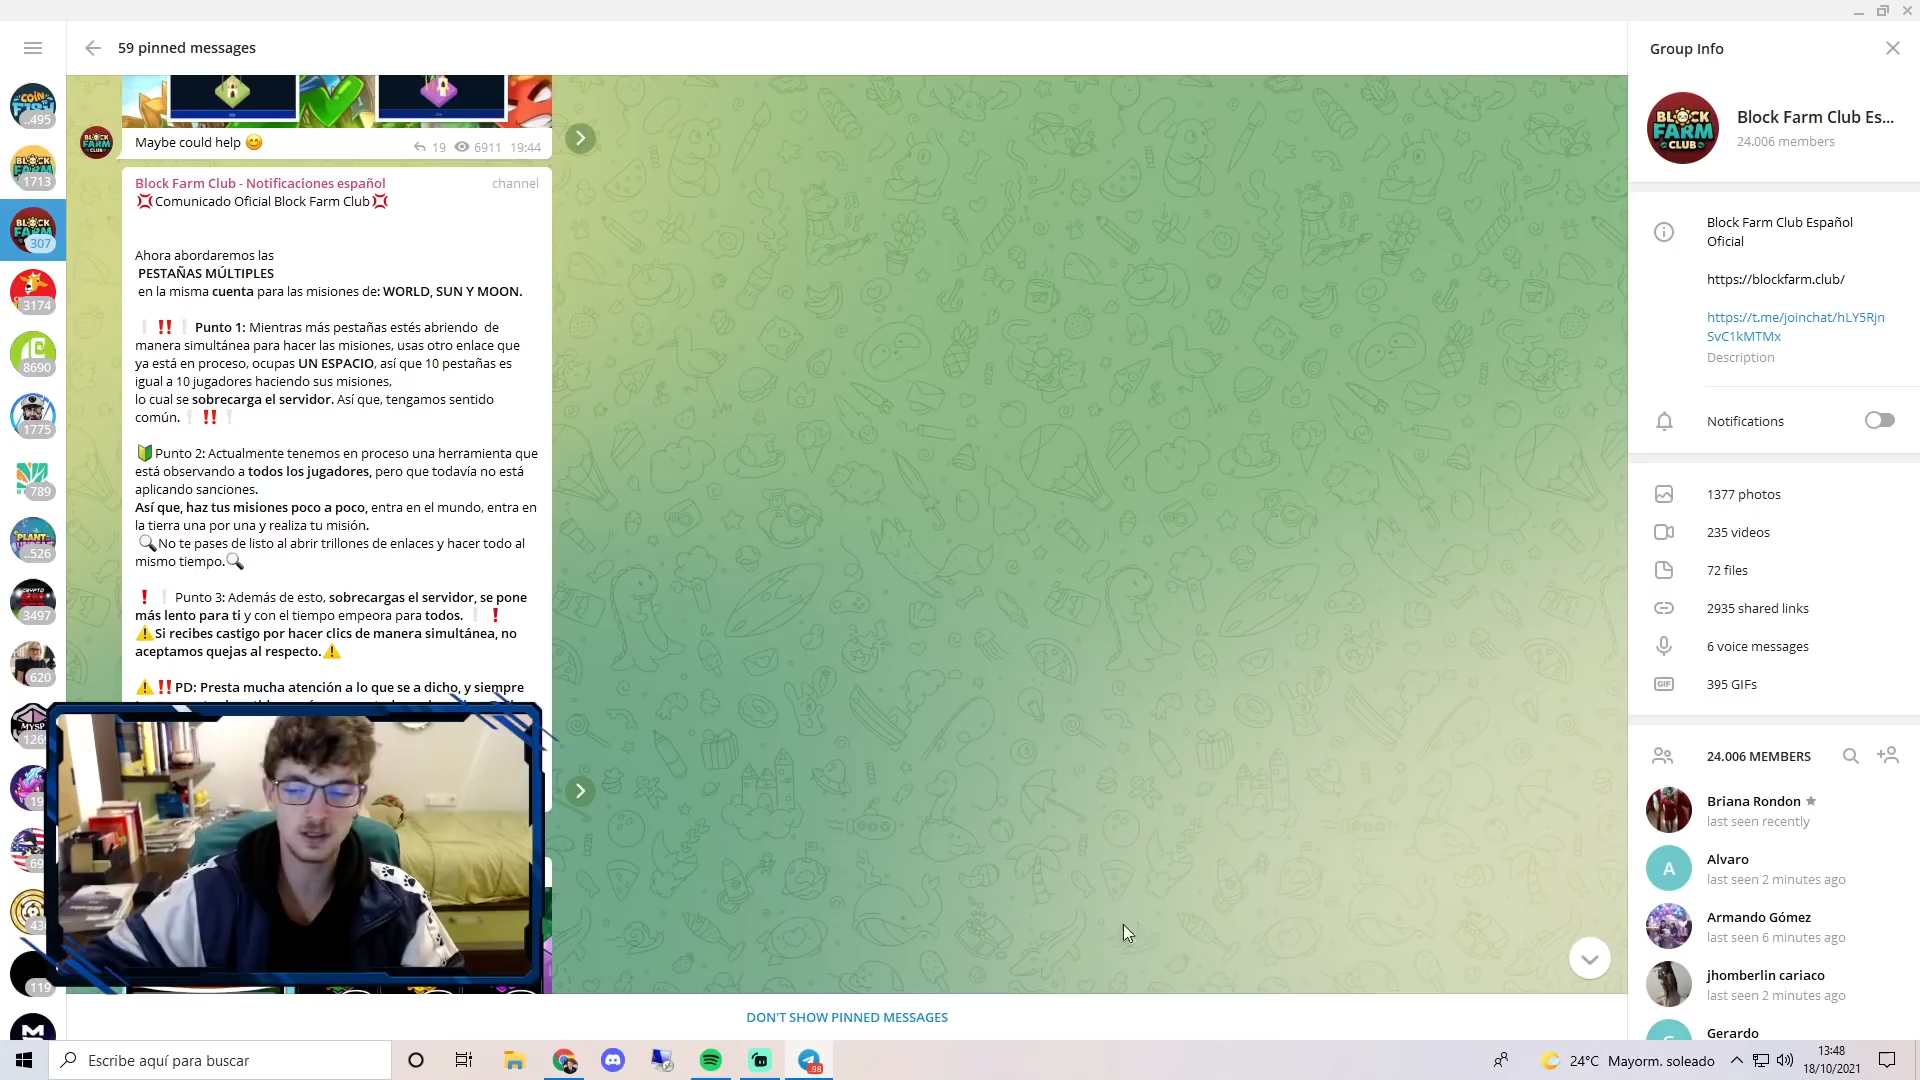 59 pinned messages
Maybe could help 😊
19 6911 19:44
Block Farm Club - Notificaciones español channel
💢Comunicado Oficial Block Farm Club💢
Ahora abordaremos las
PESTAÑAS MÚLTIPLES
en la misma cuenta para las misiones de: WORLD, SUN Y MOON.
❕‼️❕Punto 1: Mientras más pestañas estés abriendo de
manera simultánea para hacer las misiones, usas otro enlace que
ya está en proceso, ocupas UN ESPACIO, así que 10 pestañas es
igual a 10 jugadores haciendo sus misiones,
lo cual se sobrecarga el servidor. Así que, tengamos sentido
común.❕‼️❕
🔰Punto 2: Actualmente tenemos en proceso una herramienta que
está observando a todos los jugadores, pero que todavía no está
aplicando sanciones.
Así que, haz tus misiones poco a poco, entra en el mundo, entra en
la tierra una por una y realiza tu misión.
🔍No te pases de listo al abrir trillones de enlaces y hacer todo al
mismo tiempo.🔍
❗❕Punto 3: Además de esto, sobrecargas el servidor, se pone
más lento para ti y con el tiempo empeora para todos.❕❗
⚠️Si recibes castigo por hacer clics de manera simultánea, no
aceptamos quejas al respecto.⚠️
⚠️‼️PD: Presta mucha atención a lo que se a dicho, y siempre
DON'T SHOW PINNED MESSAGES
COIN
FISH
..495
BLOCK
FARM
1713
BLOCK
FARM
307
3174
8690
1775
789
PLANT
..526
CRYPTO
3497
620
MYSP
119
Group Info
BLOCK
FARM
CLUB
Block Farm Club Es...
24.006 members
Block Farm Club Español
Oficial
https://blockfarm.club/
https://t.me/joinchat/hLY5Rjn
SvC1kMTMx
Description
Notifications
1377 photos
235 videos
72 files
2935 shared links
6 voice messages
GIF 395 GIFs
24.006 MEMBERS
Briana Rondon ★
last seen recently
A
Alvaro
last seen 2 minutes ago
Armando Gómez
last seen 6 minutes ago
jhomberlin cariaco
last seen 2 minutes ago
Gerardo
Escribe aquí para buscar
98
24°C Mayorm. soleado
13:48
18/10/2021